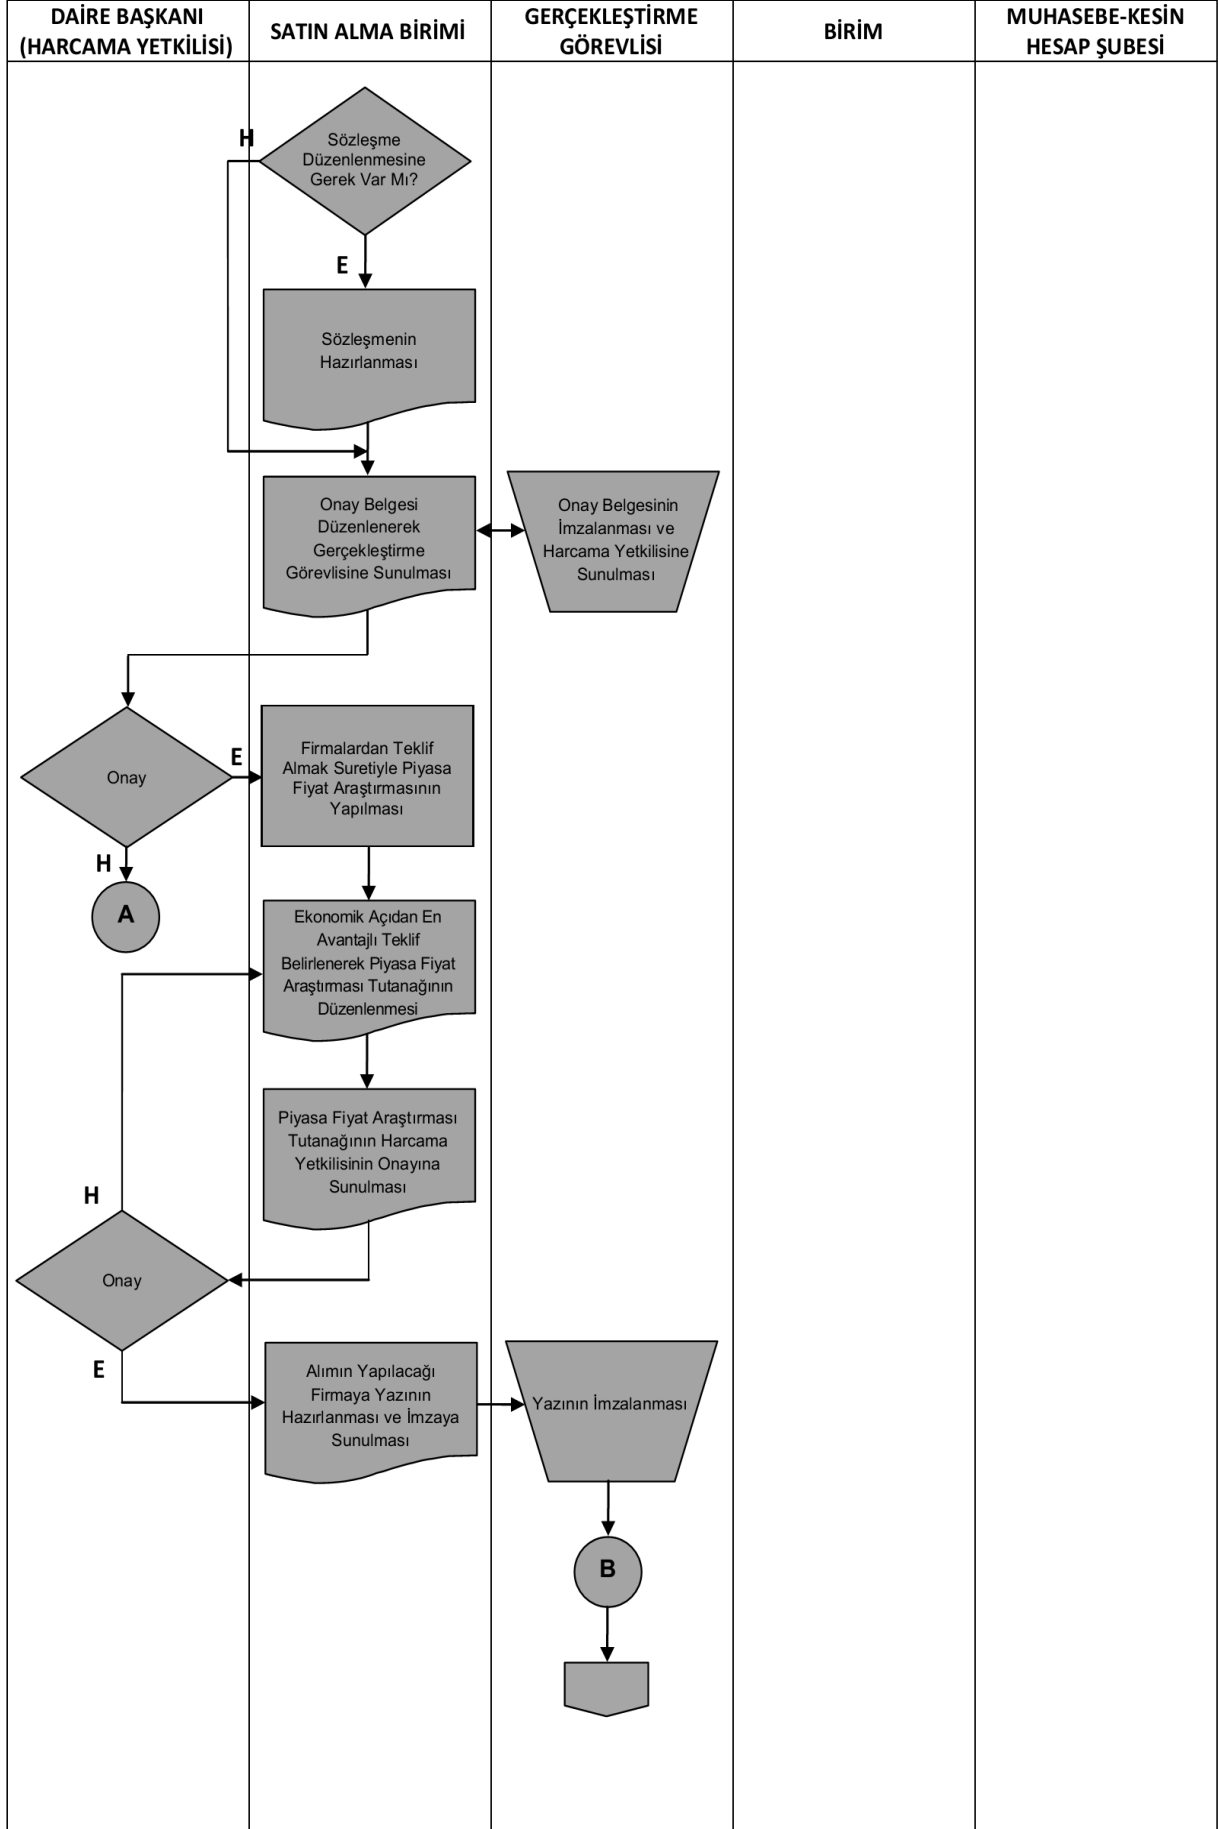 DAİRE BAŞKANI
(HARCAMA YETKİLİSİ)
SATIN ALMA BİRİMİ
GERÇEKLEŞTİRME
GÖREVLİSİ
BİRİM
MUHASEBE-KESİN
HESAP ŞUBESİ
H
Sözleşme
Düzenlenmesine
Gerek Var Mı?
E
Sözleşmenin
Hazırlanması
Onay Belgesi
Düzenlenerek
Gerçekleştirme
Görevlisine Sunulması
Onay Belgesinin
İmzalanması ve
Harcama Yetkilisine
Sunulması
Onay
E
Firmalardan Teklif
Almak Suretiyle Piyasa
Fiyat Araştırmasının
Yapılması
H
A
Ekonomik Açıdan En
Avantajlı Teklif
Belirlenerek Piyasa Fiyat
Araştırması Tutanağının
Düzenlenmesi
Piyasa Fiyat Araştırması
Tutanağının Harcama
Yetkilisinin Onayına
Sunulması
H
Onay
E
Alımın Yapılacağı
Firmaya Yazının
Hazırlanması ve İmzaya
Sunulması
Yazının İmzalanması
B